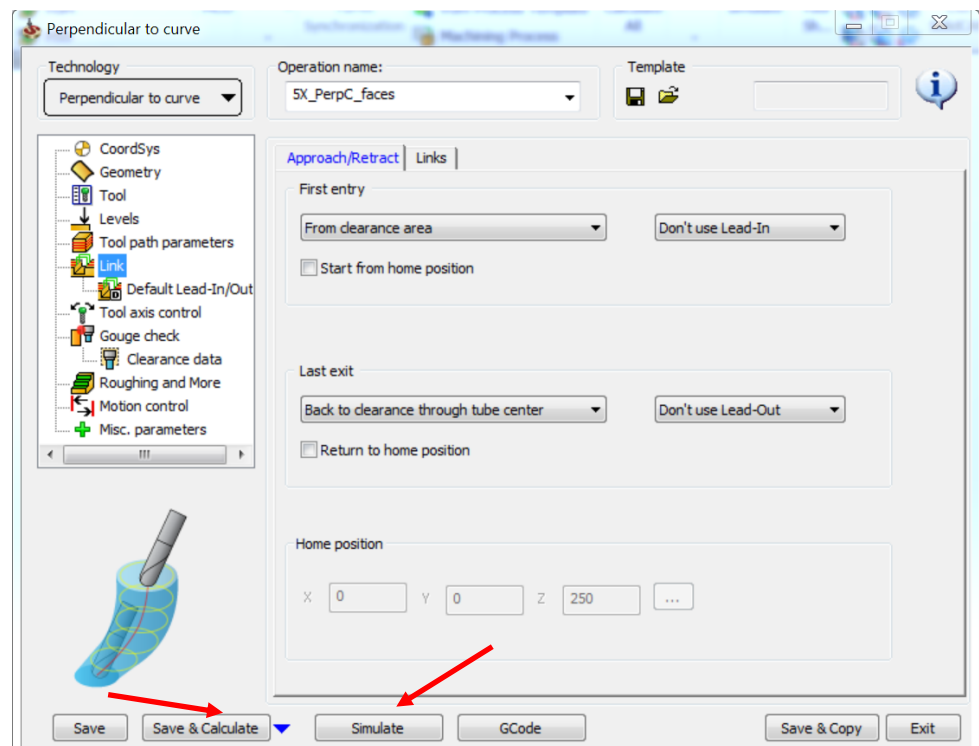 Perpendicular to curve
Technology
Perpendicular to curve
Operation name:
5X_PerpC_faces
Template
CoordSys
Geometry
Tool
Levels
Tool path parameters
Link
Default Lead-In/Out
Tool axis control
Gouge check
Clearance data
Roughing and More
Motion control
Misc. parameters
Approach/Retract Links
First entry
From clearance area Don't use Lead-In
Start from home position
Last exit
Back to clearance through tube center Don't use Lead-Out
Return to home position
Home position
X 0 Y 0 Z 250 ...
Save Save & Calculate Simulate GCode Save & Copy Exit